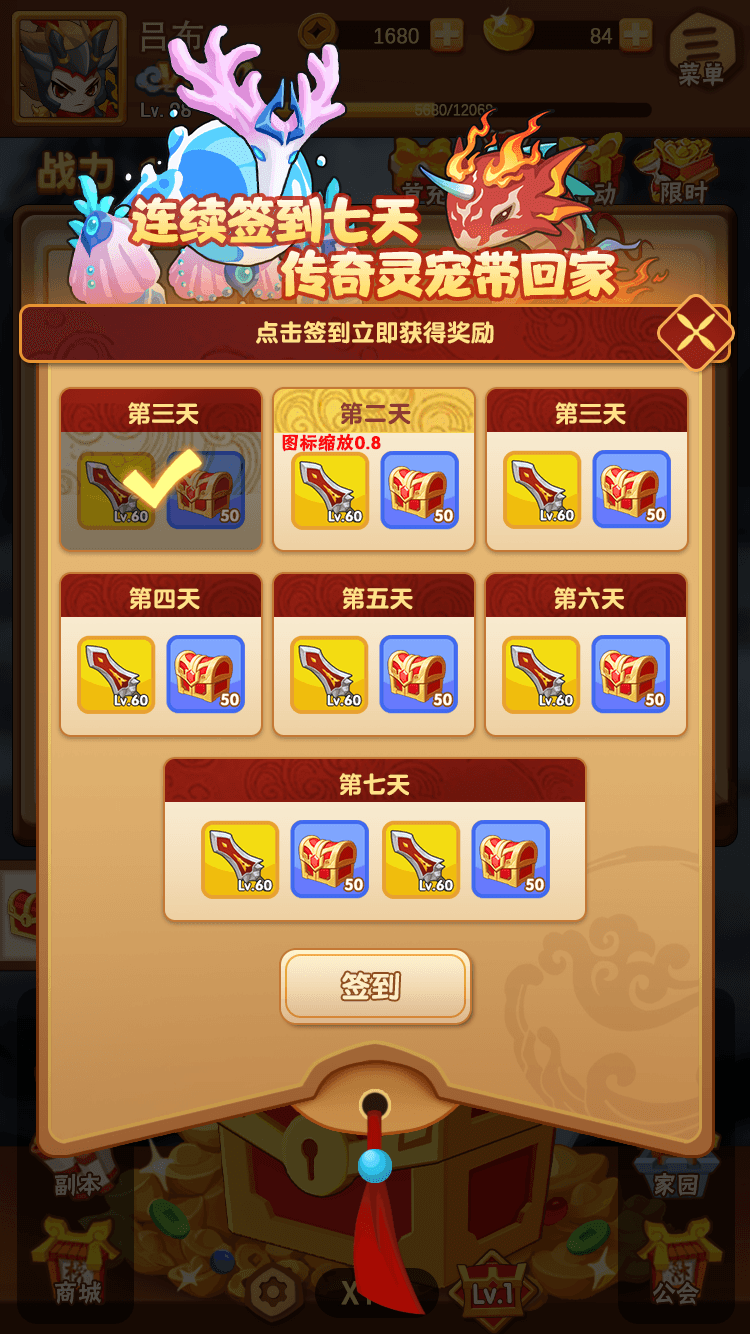 吕布
1680
84
菜单
Lv. 98
5680/12069
战力
首充
动
限时
连续签到七天
传奇灵宠带回家
点击签到立即获得奖励
第三天
第二天
第三天
图标缩放0.8
Lv.60
50
Lv.60
50
Lv.60
50
第四天
第五天
第六天
Lv.60
50
Lv.60
50
Lv.60
50
第七天
Lv.60
50
Lv.60
50
签到
副本
家园
商城
X1
Lv.1
公会